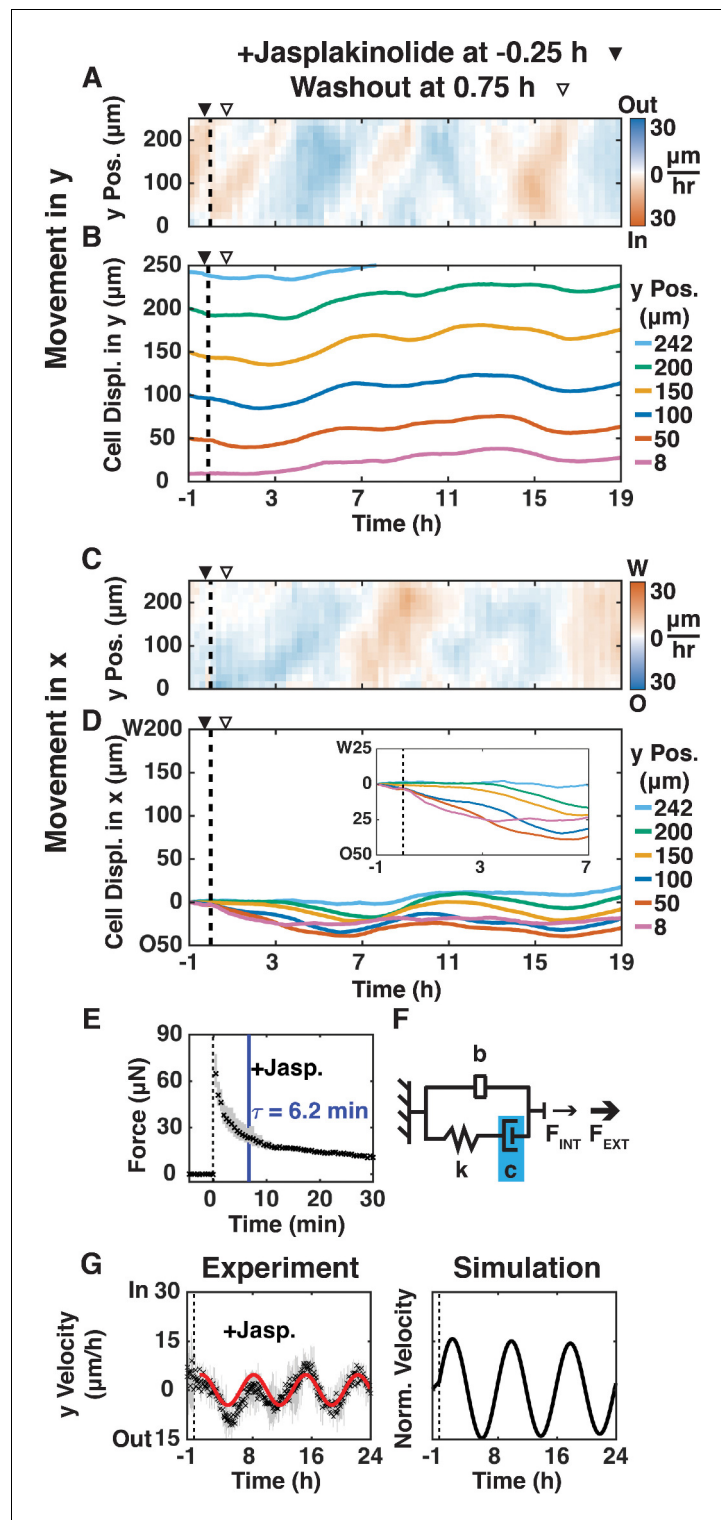 +Jasplakinolide at -0.25 h ▼
Washout at 0.75 h ▽
A
Out
y Pos. (µm)
200
100
0
30
0
30
µm
hr
In
Movement in y
B
Cell Displ. in y (µm)
250
200
150
100
50
0
-1 3 7 11 15 19
Time (h)
y Pos.
(µm)
242
200
150
100
50
8
C
W
y Pos. (µm)
200
100
0
30
0
30
µm
hr
O
Movement in x
D
Cell Displ. in x (µm)
W200
150
100
50
0
O50
-1 3 7 11 15 19
Time (h)
W25
0
25
O50
-1 3 7
y Pos.
(µm)
242
200
150
100
50
8
E
Force (µN)
90
60
30
0
+Jasp.
τ = 6.2 min
0 10 20 30
Time (min)
F
b
k
c
F_INT F_EXT
G
Experiment
y Velocity
(µm/h)
In 30
15
0
Out 15
+Jasp.
-1 8 16 24
Time (h)
Simulation
Norm. Velocity
-1 8 16 24
Time (h)